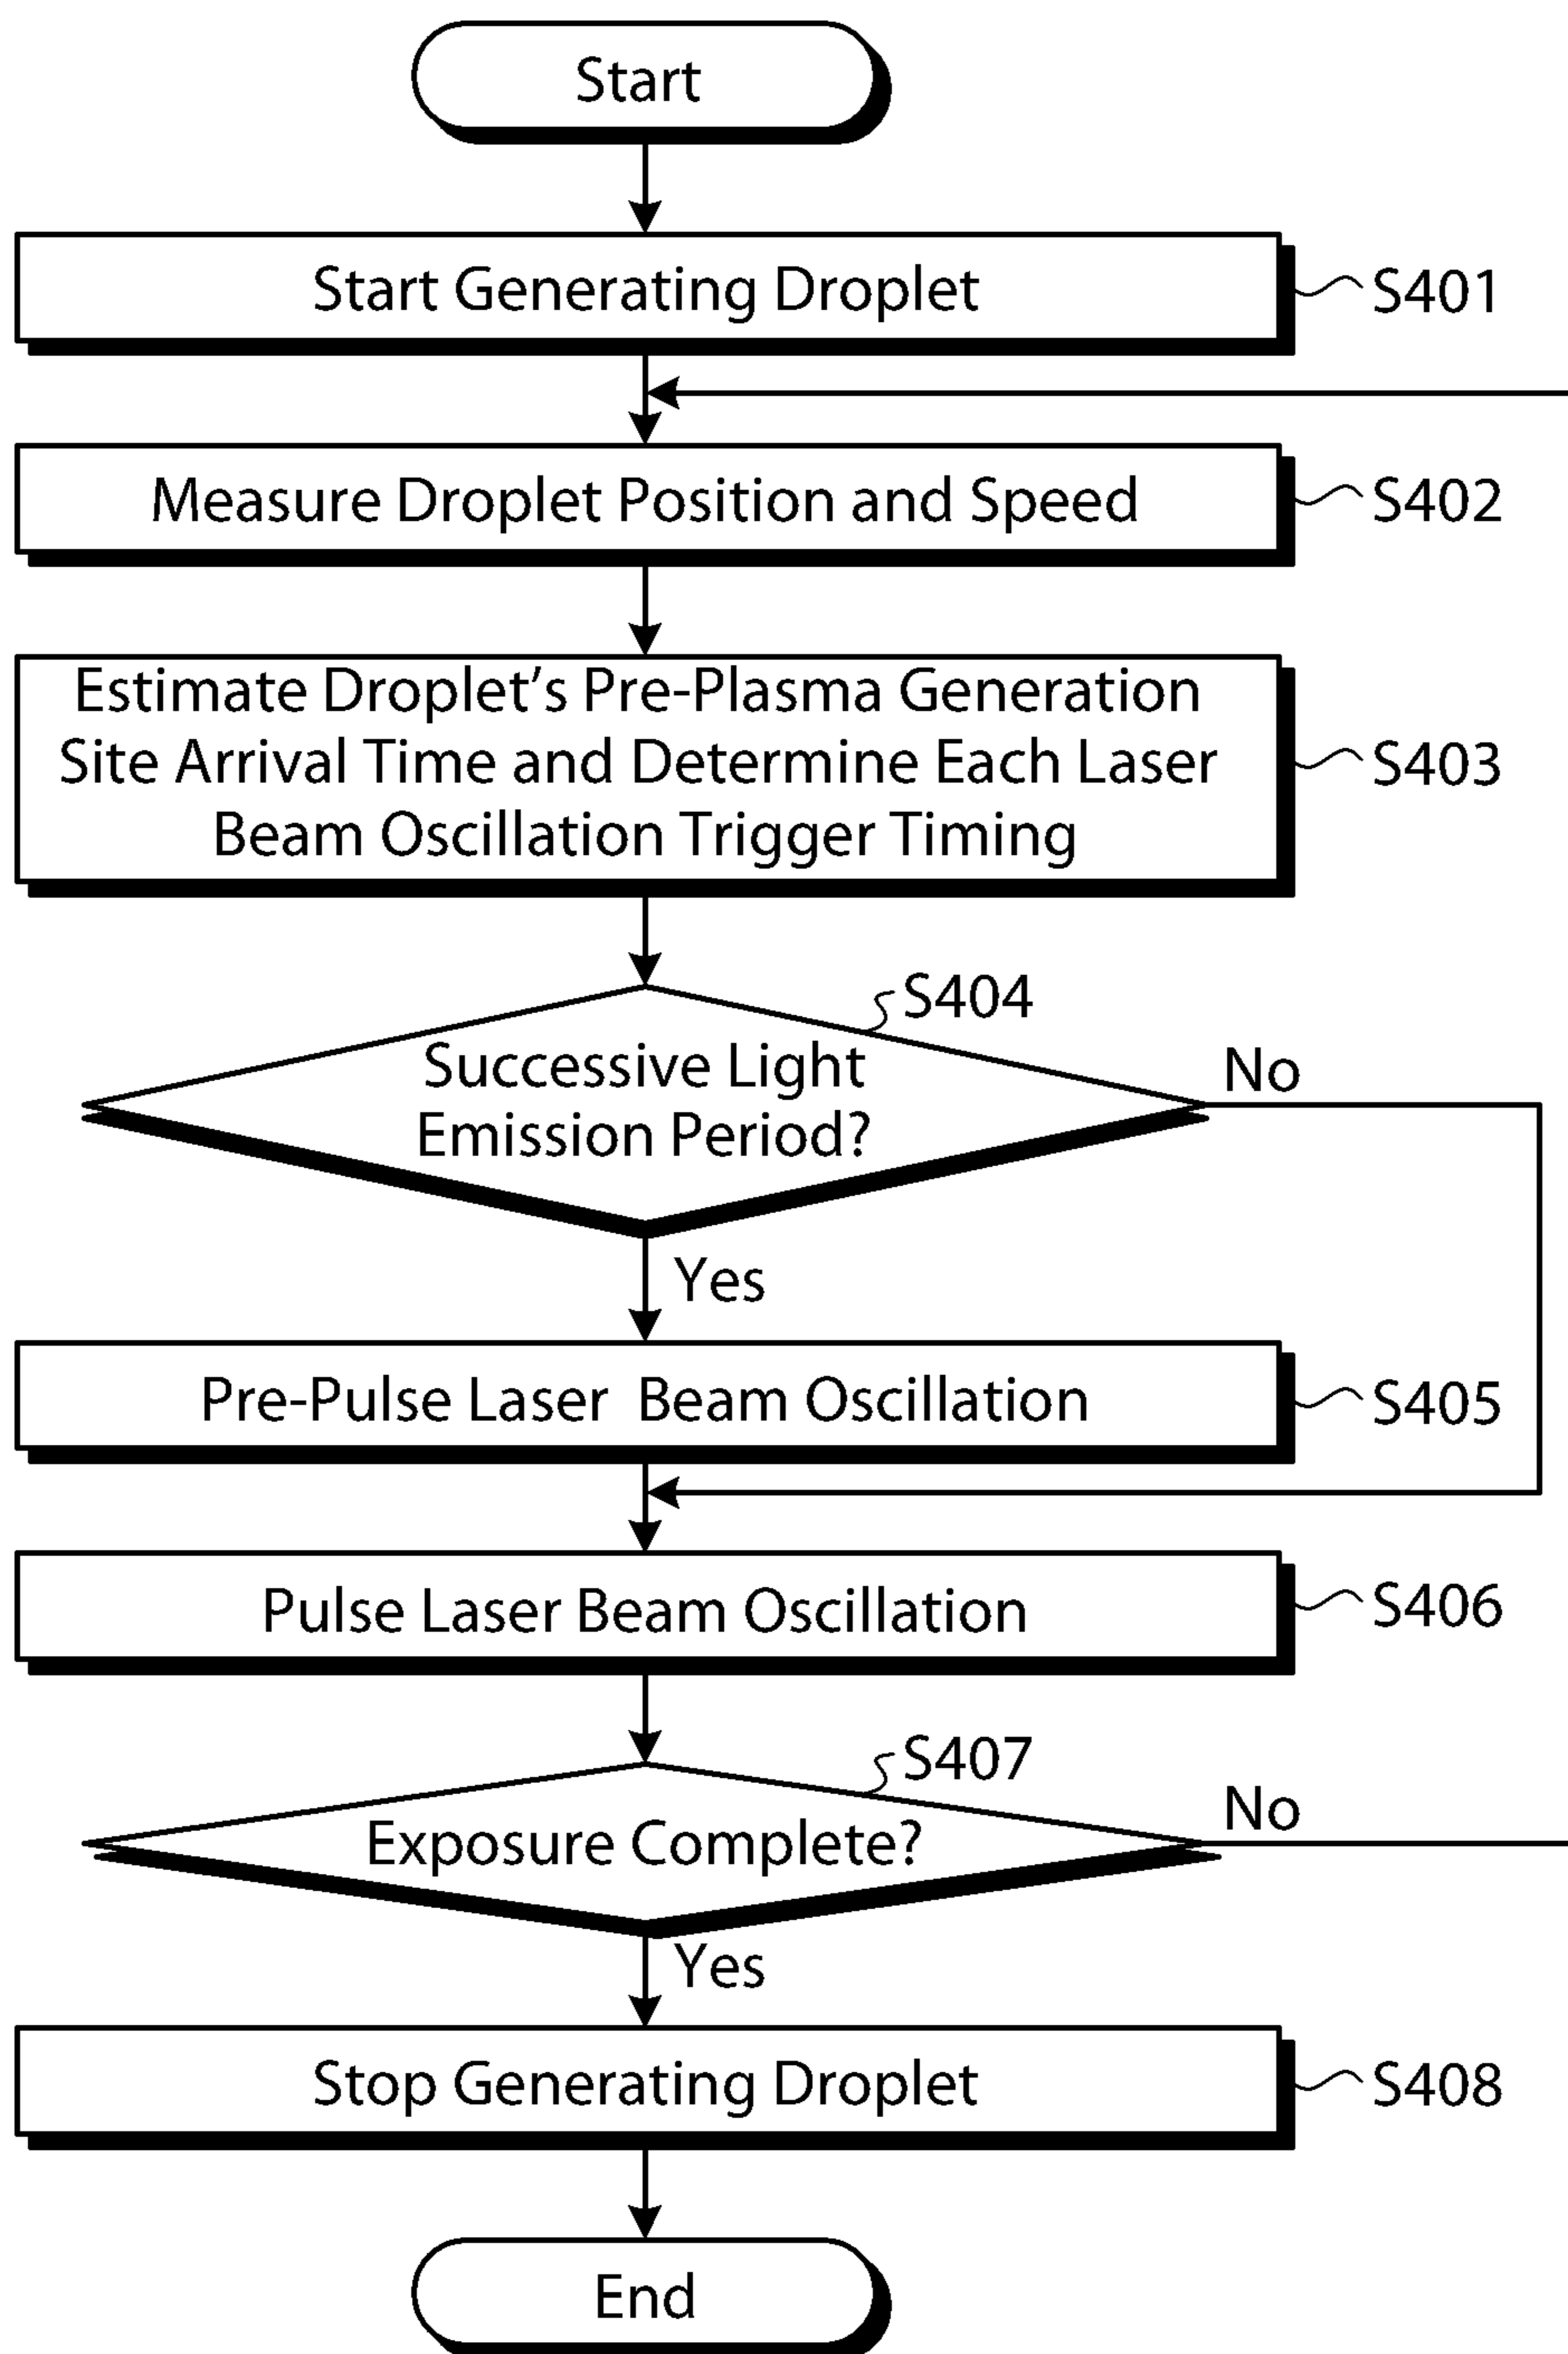 Start
Start Generating Droplet
S401
Measure Droplet Position and Speed
S402
Estimate Droplet’s Pre-Plasma Generation
Site Arrival Time and Determine Each Laser
Beam Oscillation Trigger Timing
S403
S404
Successive Light
Emission Period?
No
Yes
Pre-Pulse Laser Beam Oscillation
S405
Pulse Laser Beam Oscillation
S406
S407
Exposure Complete?
No
Yes
Stop Generating Droplet
S408
End